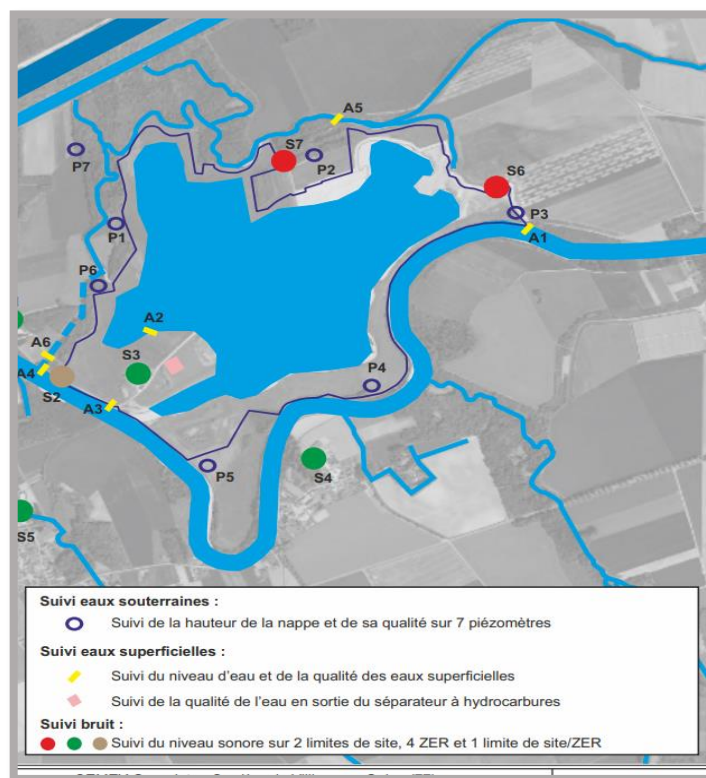 A5
S7
P2
P7
S6
P3
P1
A1
P6
A2
A6
S3
A4
S2
P4
A3
P5
S4
S5
Suivi eaux souterraines :
Suivi de la hauteur de la nappe et de sa qualité sur 7 piézomètres
Suivi eaux superficielles :
Suivi du niveau d'eau et de la qualité des eaux superficielles
Suivi de la qualité de l'eau en sortie du séparateur à hydrocarbures
Suivi bruit :
Suivi du niveau sonore sur 2 limites de site, 4 ZER et 1 limite de site/ZER